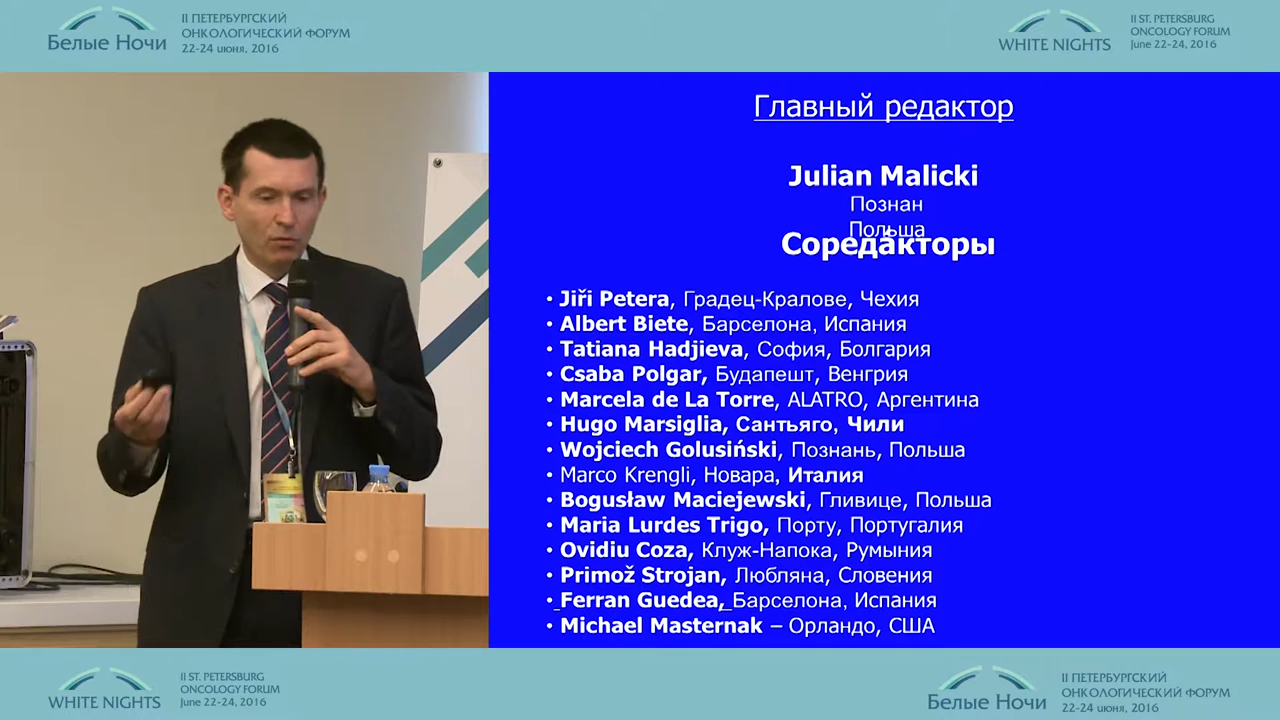 Белые Ночи
II ПЕТЕРБУРГСКИЙ
ОНКОЛОГИЧЕСКИЙ ФОРУМ
22-24 июня, 2016
WHITE NIGHTS
II ST. PETERSBURG
ONCOLOGY FORUM
June 22-24, 2016
Главный редактор
Julian Malicki
Познан
Польша
Соредакторы
• Jiři Petera, Градец-Кралове, Чехия
• Albert Biete, Барселона, Испания
• Tatiana Hadjieva, София, Болгария
• Csaba Polgar, Будапешт, Венгрия
• Marcela de La Torre, ALATRO, Аргентина
• Hugo Marsiglia, Сантьяго, Чили
• Wojciech Golusiński, Познань, Польша
• Marco Krengli, Новара, Италия
• Bogusław Maciejewski, Гливице, Польша
• Maria Lurdes Trigo, Порту, Португалия
• Ovidiu Coza, Клуж-Напока, Румыния
• Primož Strojan, Любляна, Словения
• Ferran Guedea, Барселона, Испания
• Michael Masternak – Орландо, США
WHITE NIGHTS
II ST. PETERSBURG
ONCOLOGY FORUM
June 22-24, 2016
Белые Ночи
II ПЕТЕРБУРГСКИЙ
ОНКОЛОГИЧЕСКИЙ ФОРУМ
22-24 июня, 2016